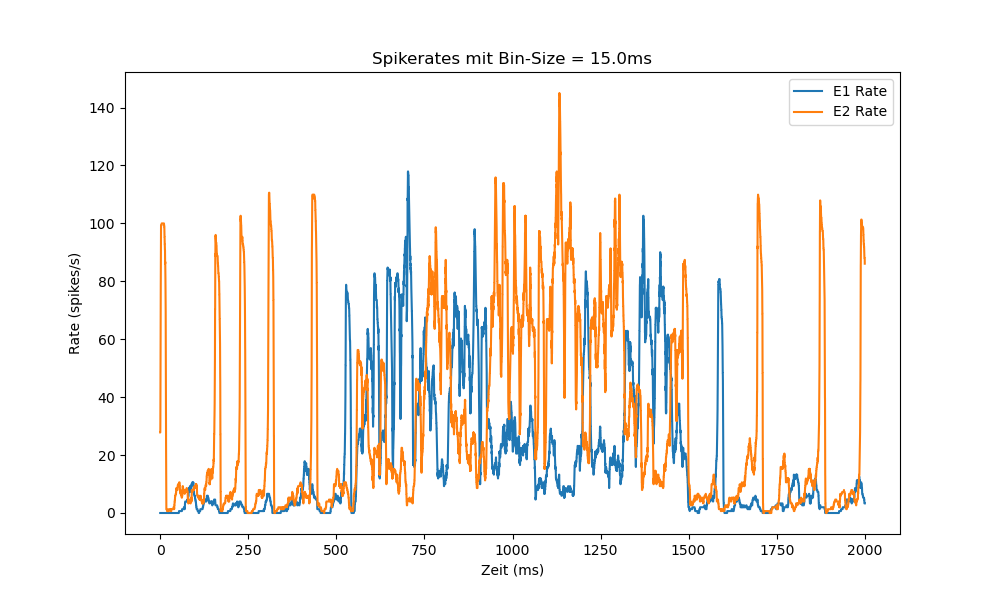 Spikerates mit Bin-Size = 15.0ms
E1 Rate
E2 Rate
Rate (spikes/s)
140
120
100
80
60
40
20
0
0 250 500 750 1000 1250 1500 1750 2000
Zeit (ms)